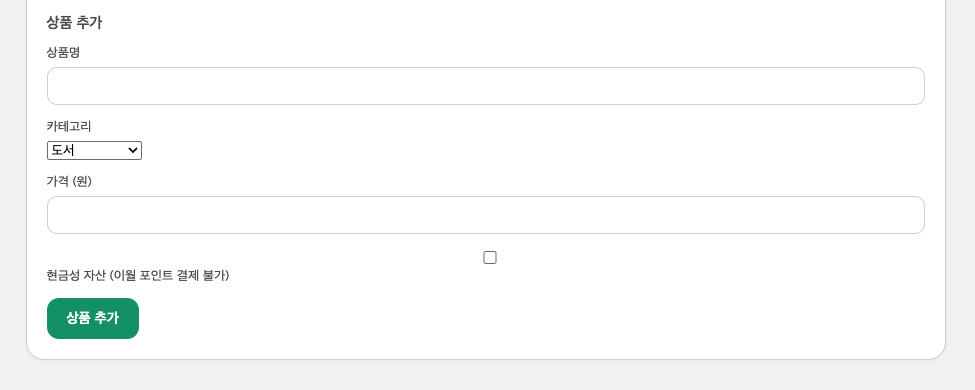 상품 추가
상품명
카테고리
도서
가격 (원)
현금성 자산 (이월 포인트 결제 불가)
상품 추가